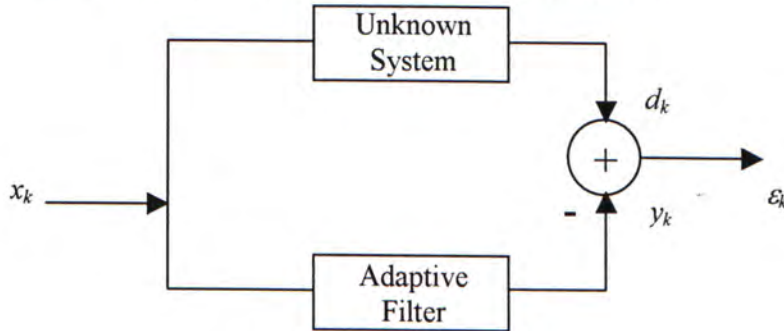 Unknown
System
d_k
+
x_k
ε_k
-
y_k
Adaptive
Filter